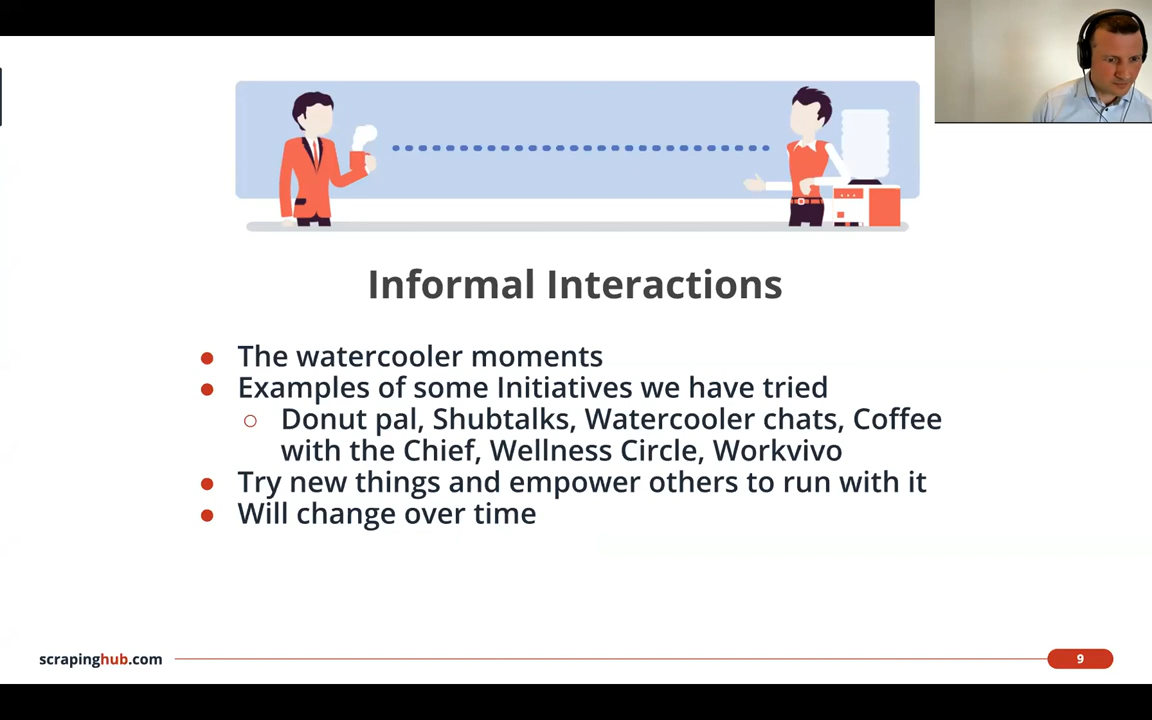 Informal Interactions
● The watercooler moments
● Examples of some Initiatives we have tried
○ Donut pal, Shubtalks, Watercooler chats, Coffee
with the Chief, Wellness Circle, Workvivo
● Try new things and empower others to run with it
● Will change over time
scrapinghub.com
9